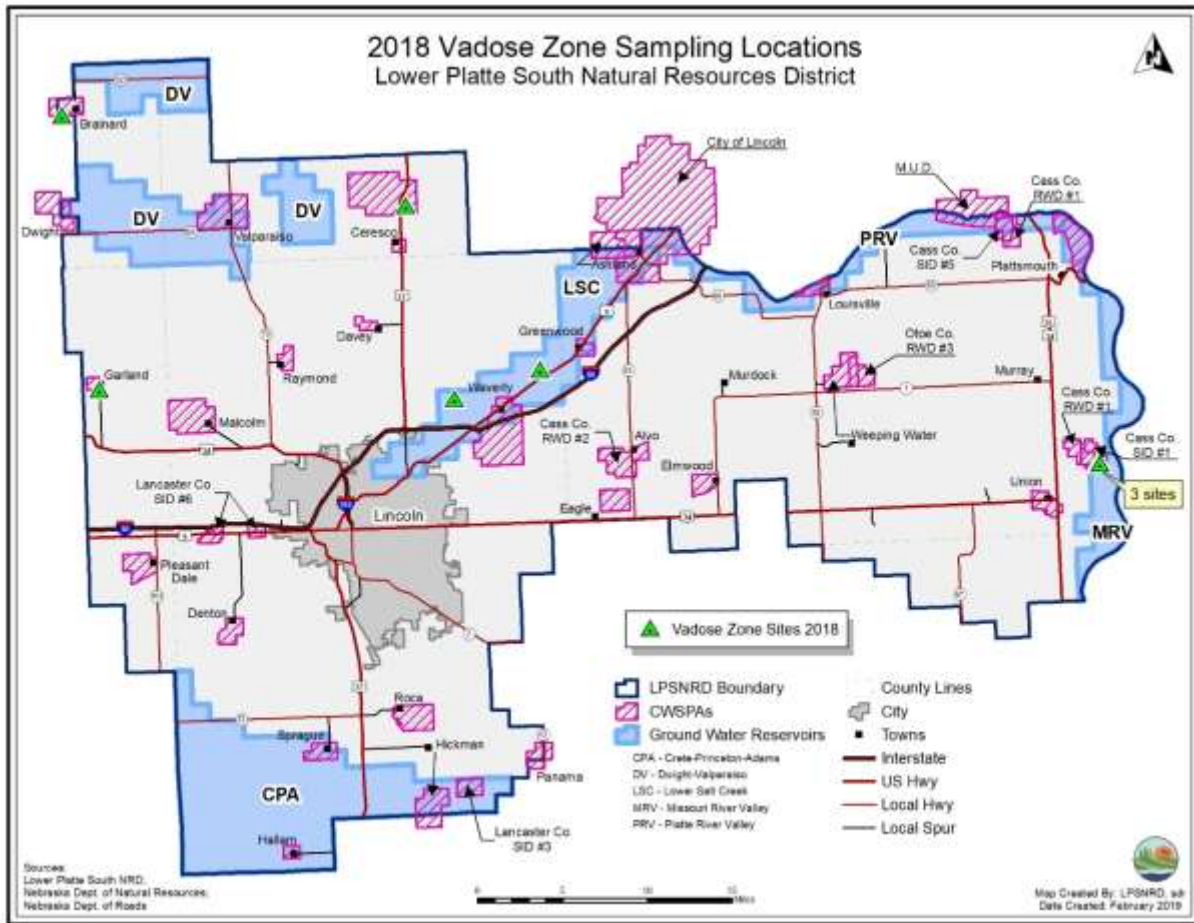 2018 Vadose Zone Sampling Locations
Lower Platte South Natural Resources District
N
DV
Brainard
City of Lincoln
M.U.D.
Cass Co.
RWD #1
Dwight
DV
Valparaiso
DV
Ceresco
Ashland
PRV
Cass Co.
SID #5
Plattsmouth
LSC
Louisville
Davey
Greenwood
Otoe Co.
RWD #3
Garland
Raymond
Waverly
Murdock
Murray
Malcolm
Cass Co.
RWD #2
Alvo
Weeping Water
Cass Co.
RWD #1
Cass Co.
SID #1
Lancaster Co
SID #6
Elmwood
Union
3 sites
Lincoln
Eagle
34
MRV
Pleasant
Dale
Denton
Vadose Zone Sites 2018
Roca
Sprague
Hickman
Panama
CPA
Hallam
Lancaster Co
SID #3
LPSNRD Boundary
CWSPAs
Ground Water Reservoirs
CPA - Crete-Princeton-Adams
DV - Dwight-Valparaiso
LSC - Lower Salt Creek
MRV - Missouri River Valley
PRV - Platte River Valley
County Lines
City
Towns
Interstate
US Hwy
Local Hwy
Local Spur
Sources:
Lower Platte South NRD,
Nebraska Dept. of Natural Resources,
Nebraska Dept. of Roads
0 5 10 15
Miles
Map Created By: LPSNRD, sdr
Date Created: February 2019